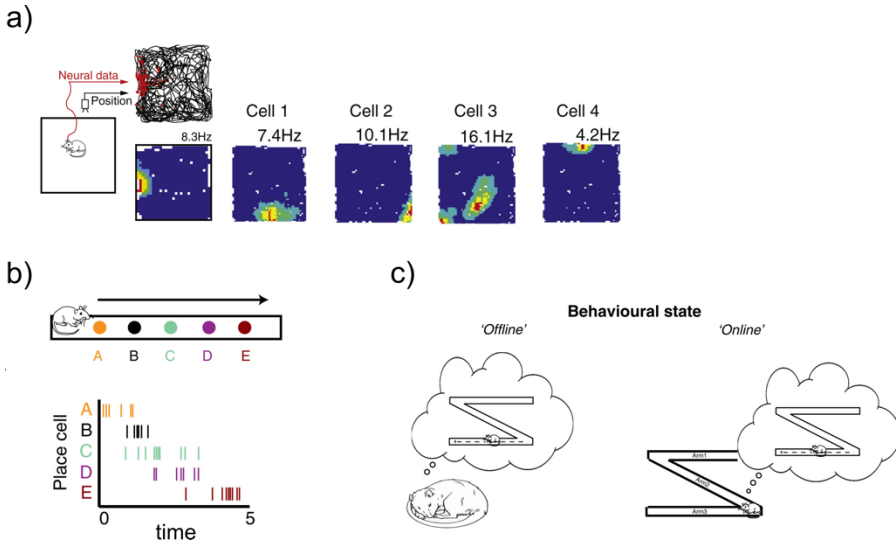 a)
Neural data
Position
8.3Hz
Cell 1
7.4Hz
Cell 2
10.1Hz
Cell 3
16.1Hz
Cell 4
4.2Hz
b)
A B C D E
Place cell
A
B
C
D
E
0 5
time
c)
Behavioural state
'Offline'
'Online'
Arm1
Arm2
Arm3